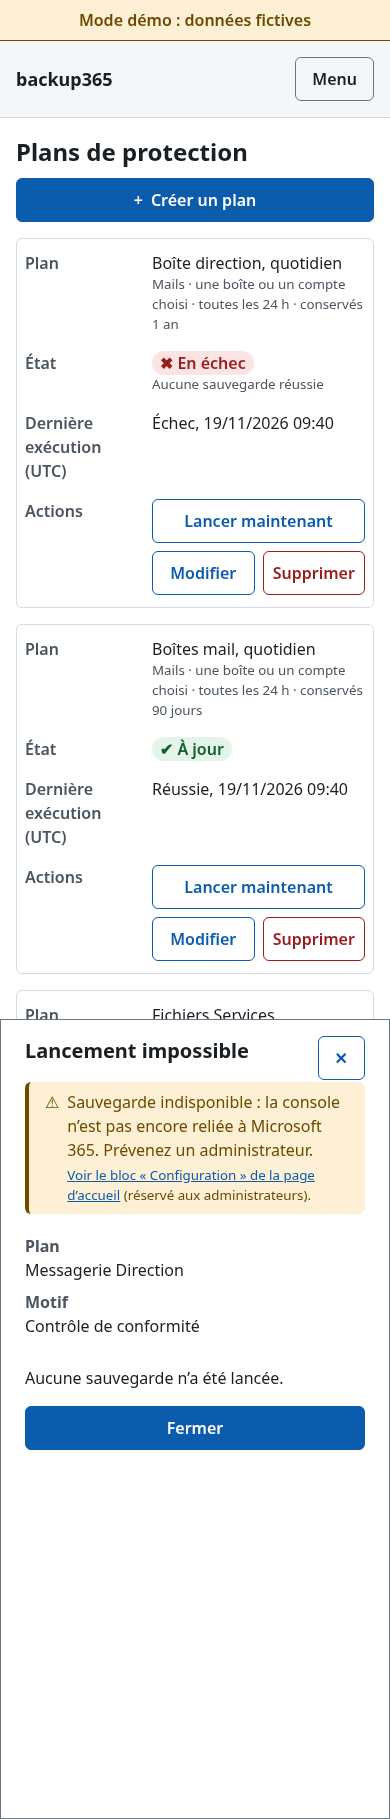 Mode démo : données fictives
backup365
Menu
Plans de protection
+ Créer un plan
Plan
Boîte direction, quotidien
Mails · une boîte ou un compte
choisi · toutes les 24 h · conservés
1 an
État
✖ En échec
Aucune sauvegarde réussie
Dernière
exécution
(UTC)
Échec, 19/11/2026 09:40
Actions
Lancer maintenant
Modifier
Supprimer
Plan
Boîtes mail, quotidien
Mails · une boîte ou un compte
choisi · toutes les 24 h · conservés
90 jours
État
✔ À jour
Dernière
exécution
(UTC)
Réussie, 19/11/2026 09:40
Actions
Lancer maintenant
Modifier
Supprimer
Plan
Fichiers Services
Lancement impossible
✕
⚠ Sauvegarde indisponible : la console
n’est pas encore reliée à Microsoft
365. Prévenez un administrateur.
Voir le bloc « Configuration » de la page
d’accueil (réservé aux administrateurs).
Plan
Messagerie Direction
Motif
Contrôle de conformité
Aucune sauvegarde n’a été lancée.
Fermer